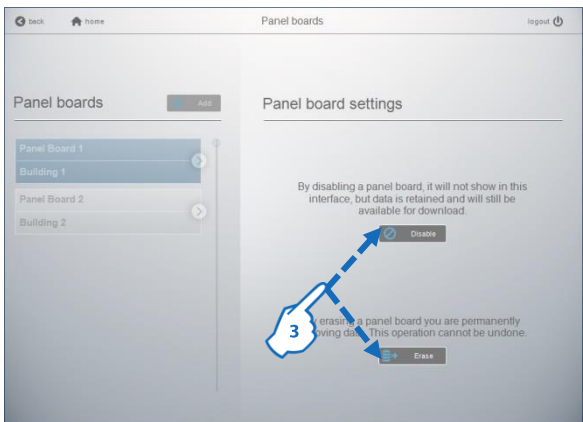 back
home
Panel boards
logout
Panel boards
Add
Panel board settings
Panel Board 1
Building 1
Panel Board 2
Building 2
By disabling a panel board, it will not show in this
interface, but data is retained and will still be
available for download.
Disable
3
erasing a panel board you are permanently
data. This operation cannot be undone.
Erase